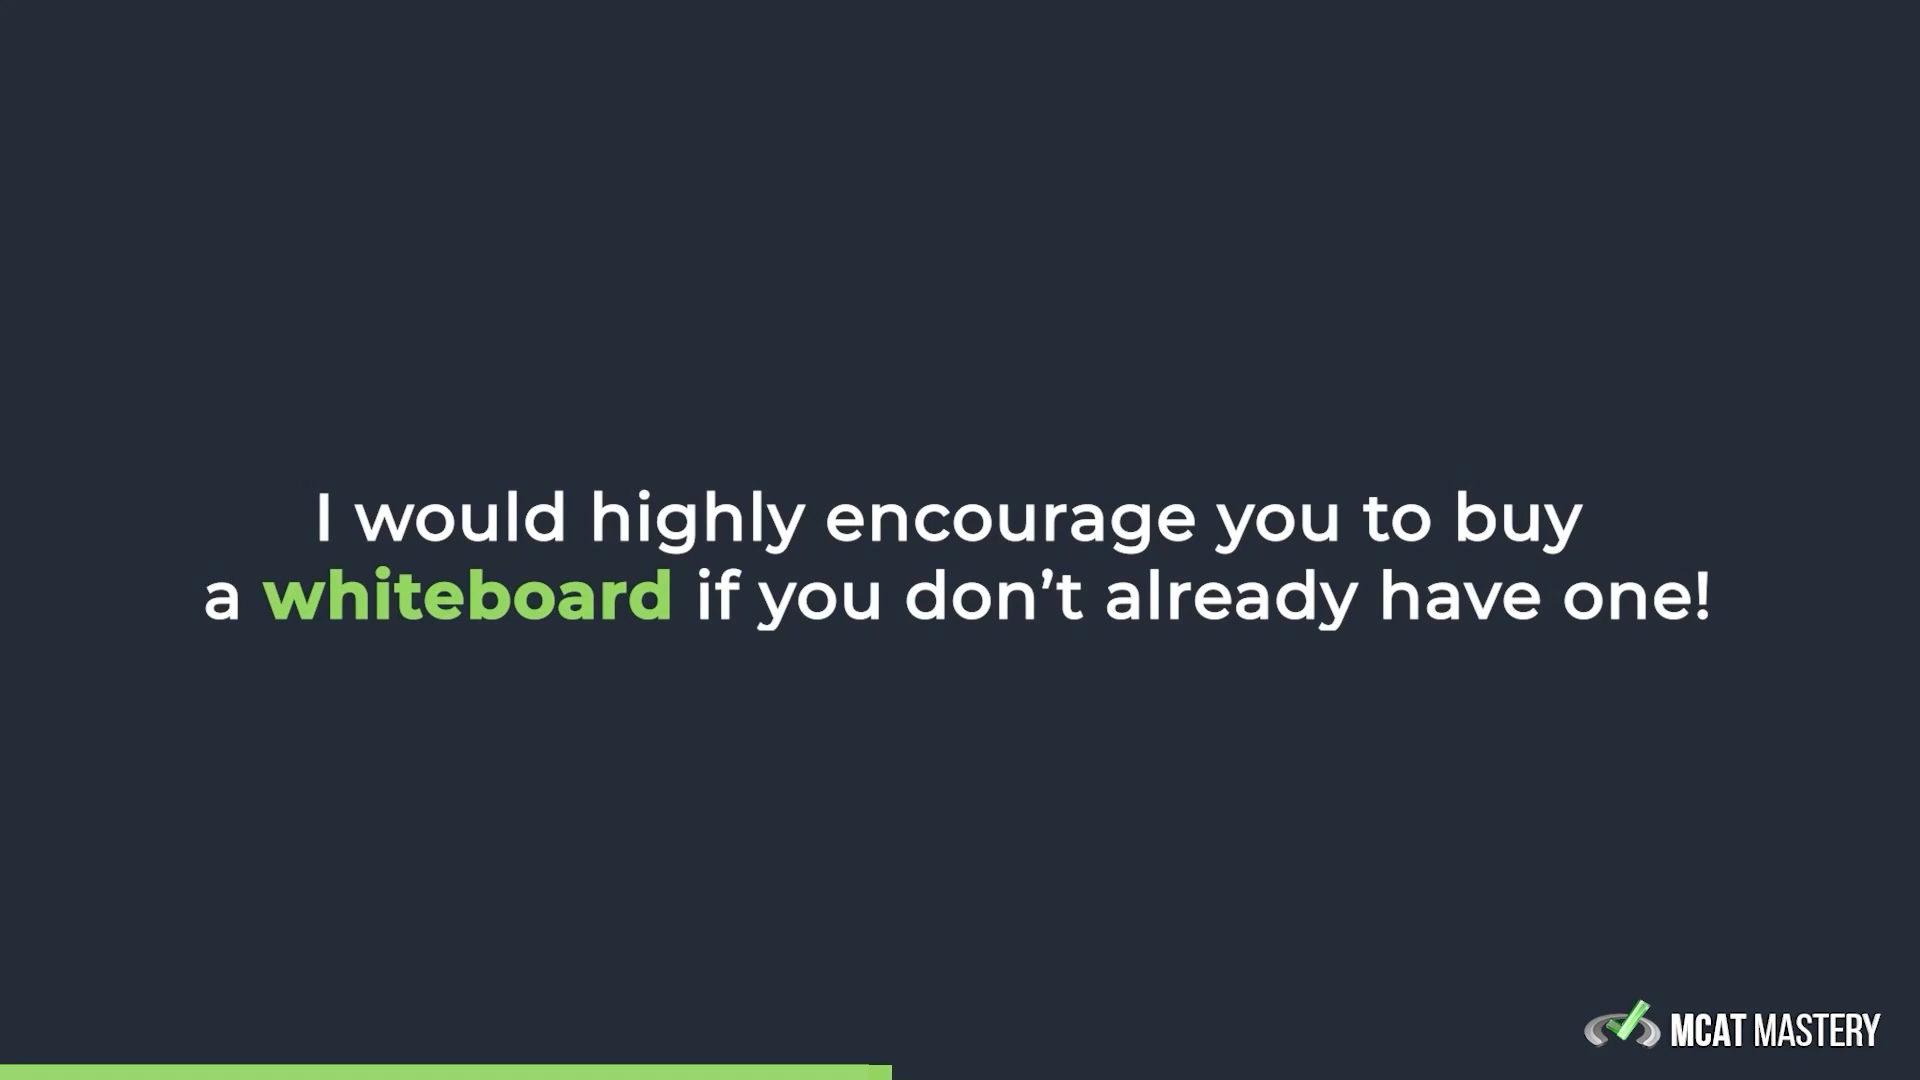 I would highly encourage you to buy
a whiteboard if you don’t already have one!
MCAT MASTERY